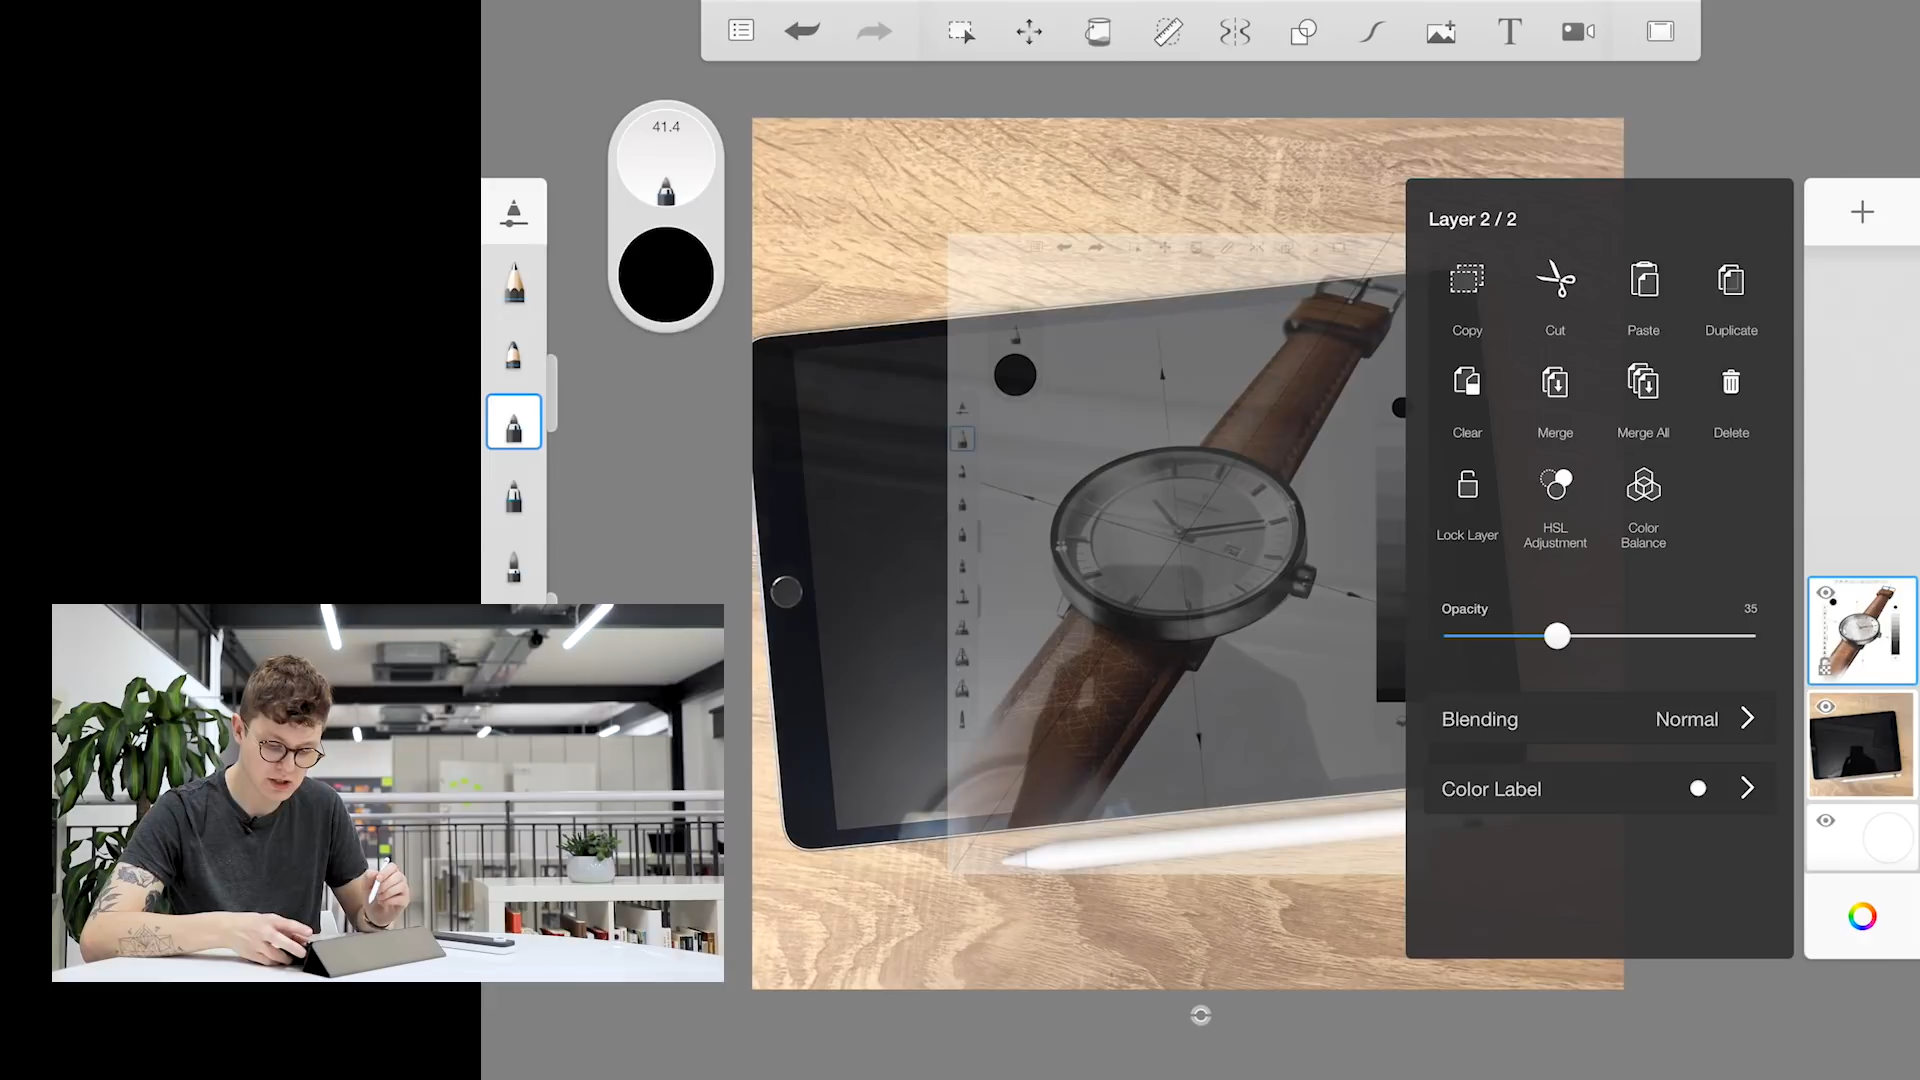 41.4
Layer 2 / 2
Copy
Cut
Paste
Duplicate
Clear
Merge
Merge All
Delete
Lock Layer
HSL
Adjustment
Color
Balance
Opacity
35
Blending
Normal
Color Label